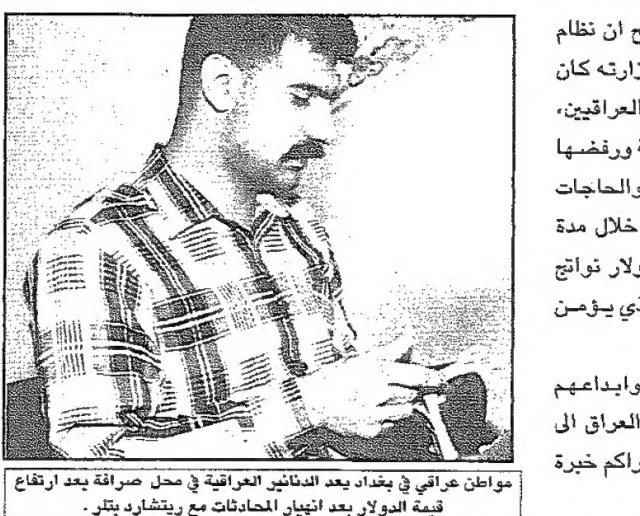 ح ان نظام
زارته كان
العراقيين،
ة ورفضها
والحاجات
خلال مدة
ولار نواتج
دي يؤمن
وابداعهم
العراق الى
راكم خبرة
مواطن عراقي في بغداد يعد الدنانير العراقية في محل صرافة بعد ارتفاع
قيمة الدولار بعد انهيار المحادثات مع ريتشارد بتلر .